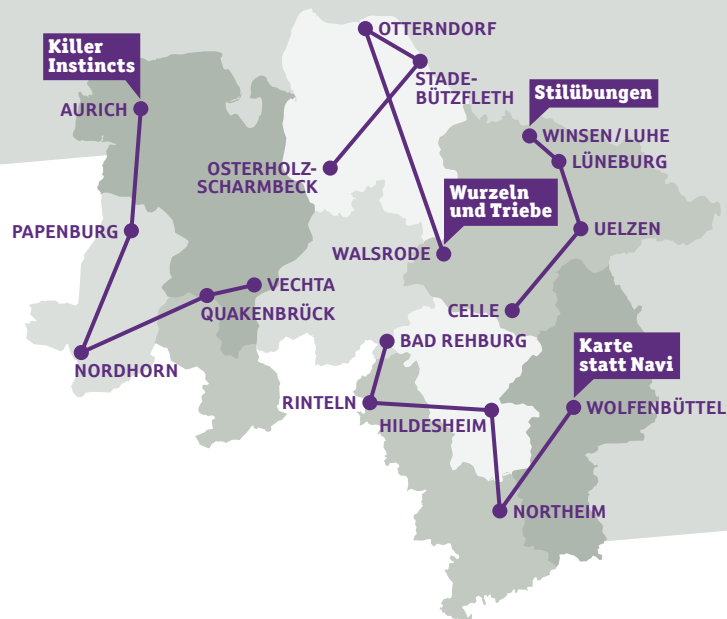 OTTERNDORF
Killer
Instincts
STADE-
BÜTZFLETH
Stilübungen
AURICH
WINSEN/LUHE
LÜNEBURG
OSTERHOLZ-
SCHARMBECK
Wurzeln
und Triebe
PAPENBURG
UELZEN
WALSRODE
VECHTA
QUAKENBRÜCK
CELLE
BAD REHBURG
Karte
statt Navi
NORDHORN
RINTELN
WOLFENBÜTTEL
HILDESHEIM
NORTHEIM